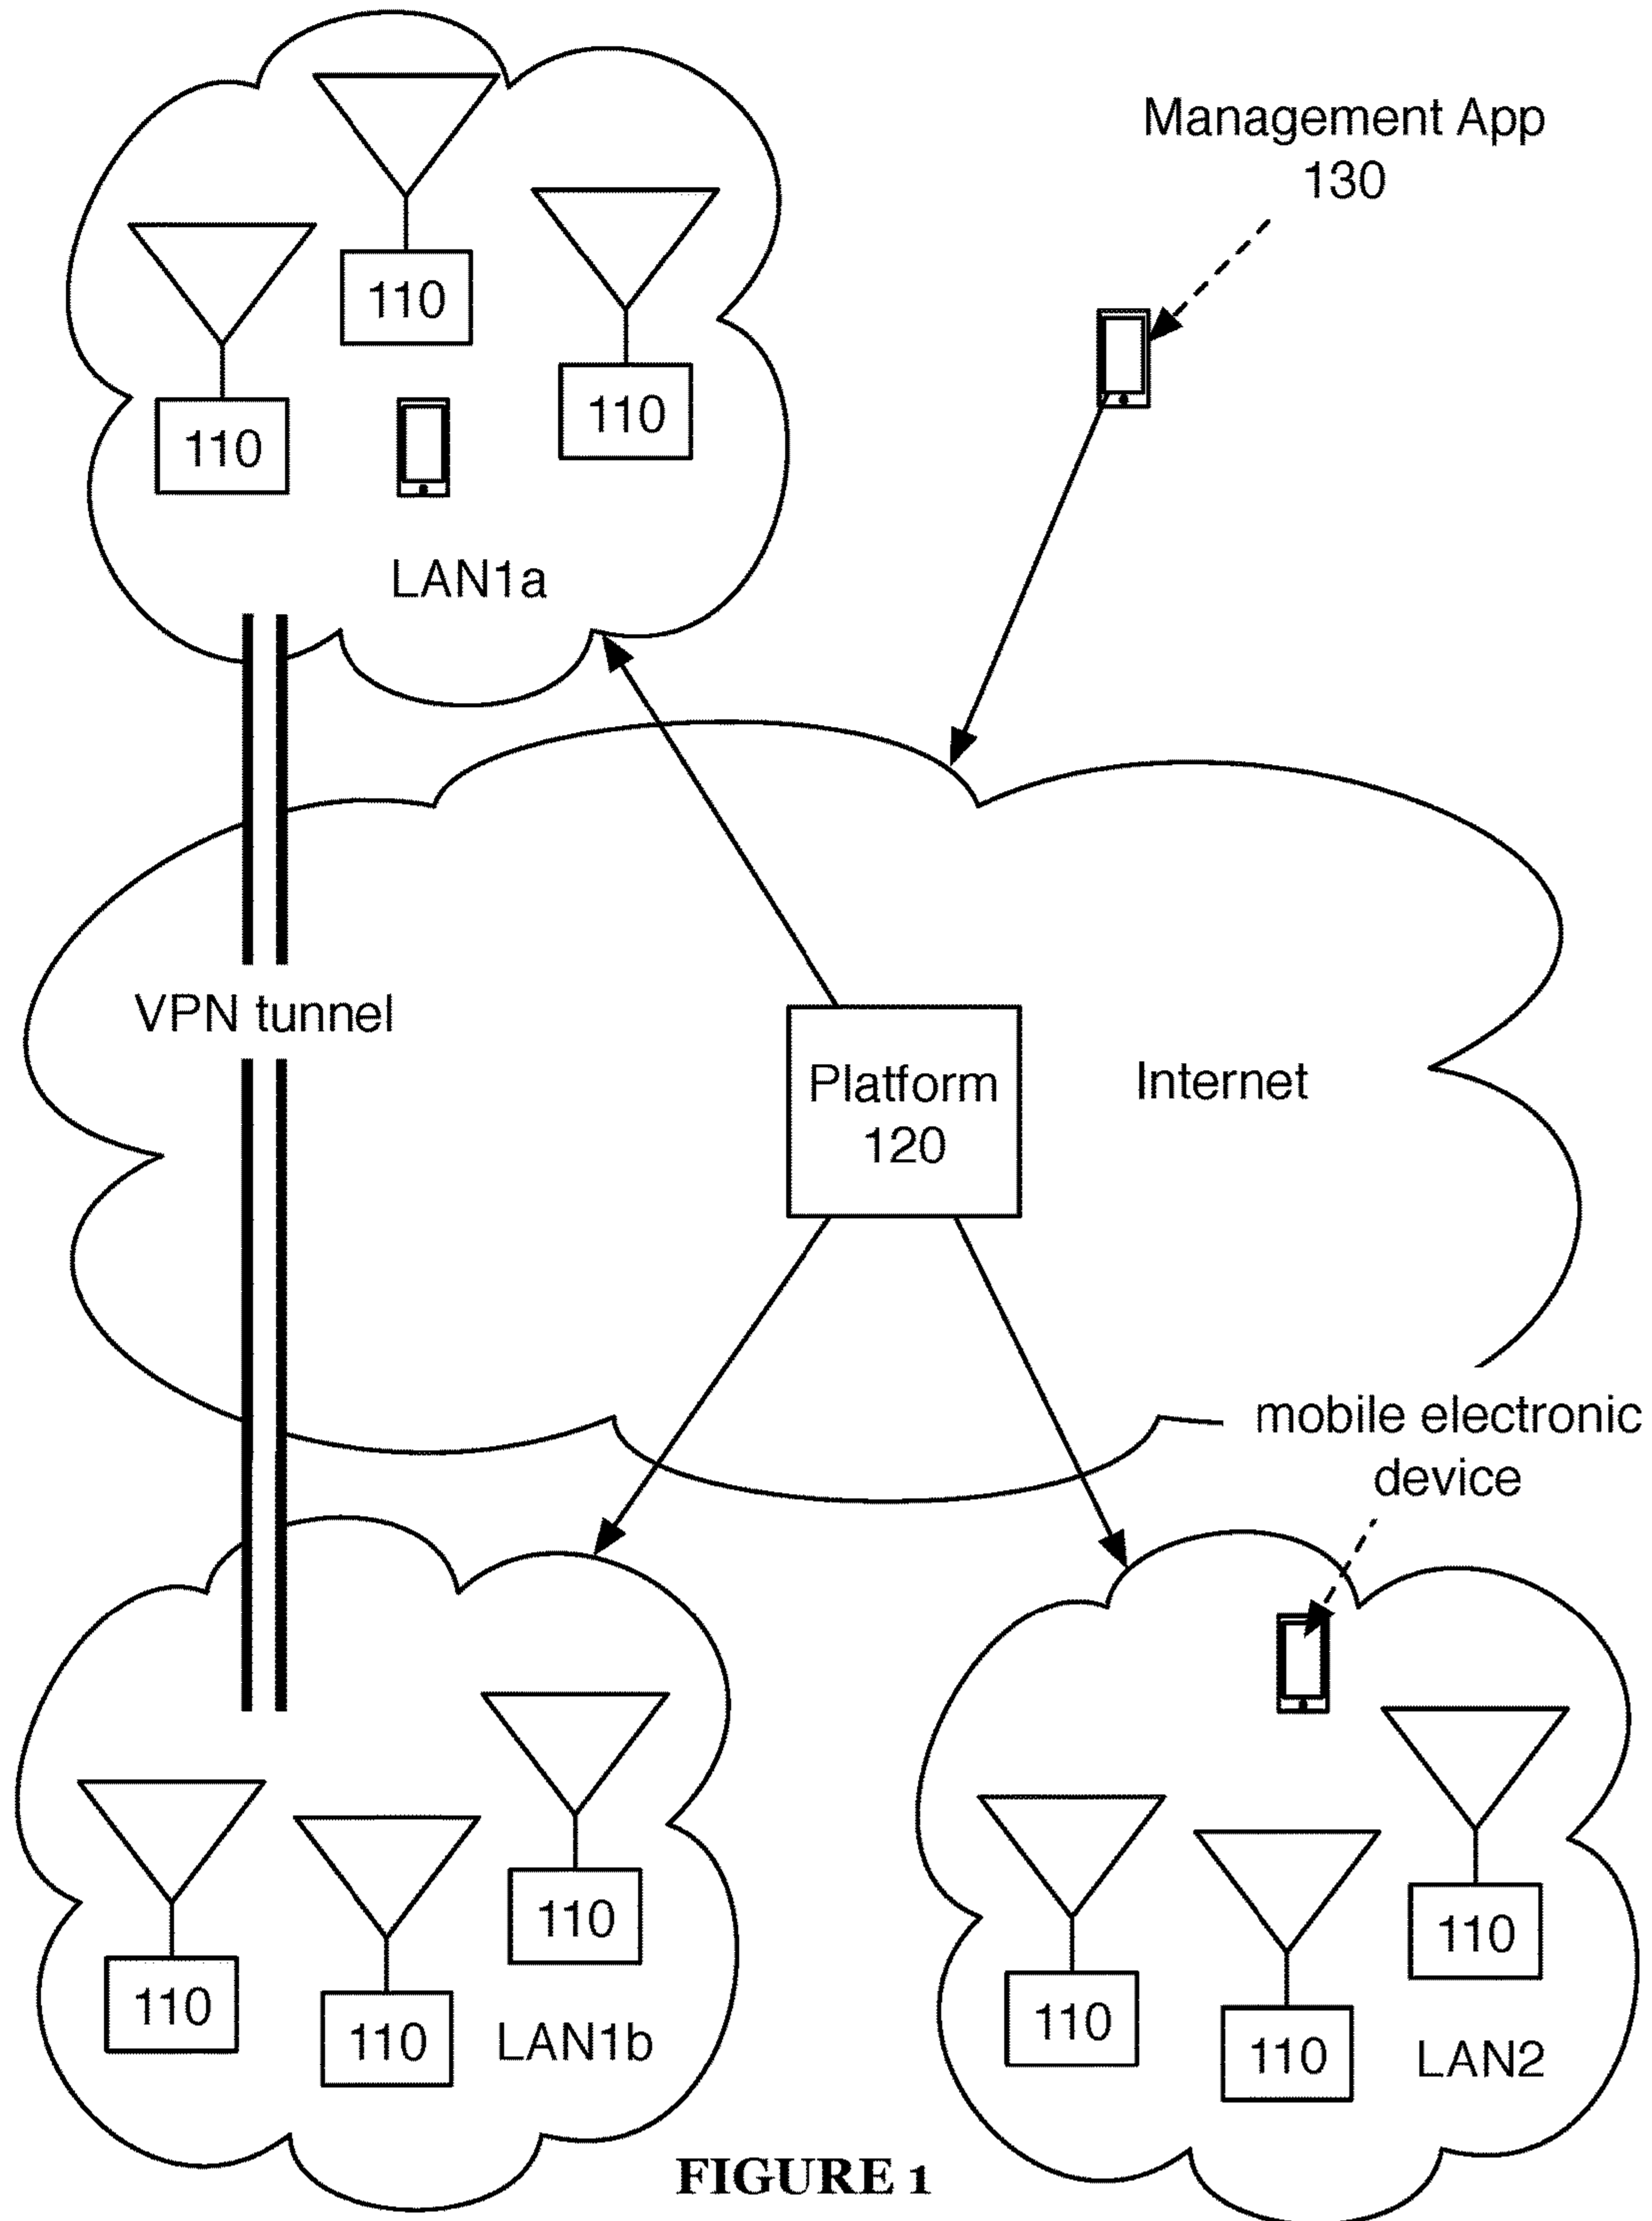 Management App
130
110
110
110
LAN1a
VPN tunnel
Platform
120
Internet
mobile electronic
device
110
110
110
LAN1b
110
110
110
LAN2
FIGURE 1